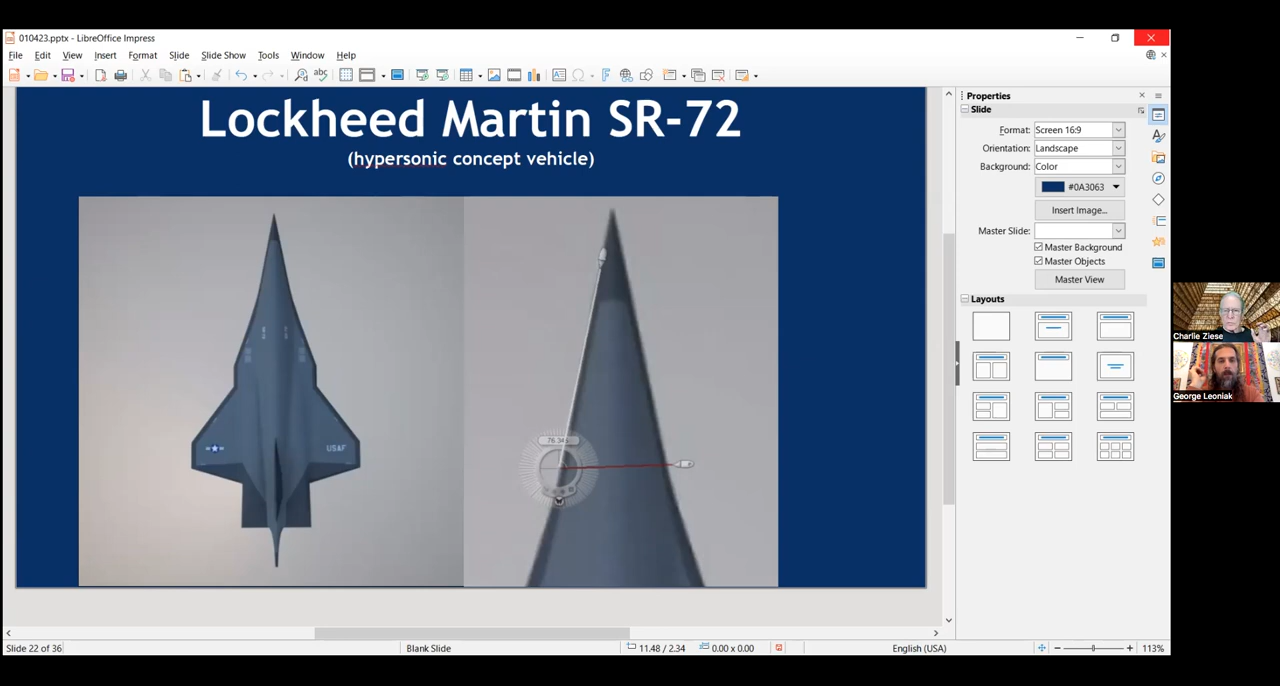 010423.pptx - LibreOffice Impress
File Edit View Insert Format Slide Slide Show Tools Window Help
Lockheed Martin SR-72
(hypersonic concept vehicle)
USAF
Properties
Slide
Format: Screen 16:9
Orientation: Landscape
Background: Color
#0A3063
Insert Image...
Master Slide:
Master Background
Master Objects
Master View
Layouts
Charlie Ziese
George Leoniak
Slide 22 of 36
Blank Slide
11.48 / 2.34
0.00 x 0.00
English (USA)
113%